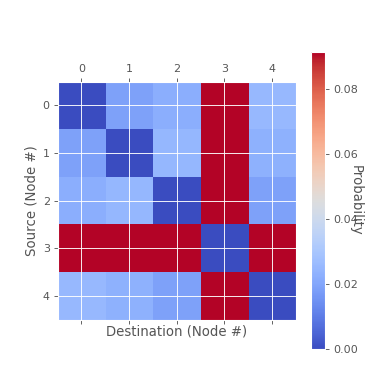 0 1 2 3 4
0
1
2
3
4
Source (Node #)
Destination (Node #)
0.08
0.06
0.04
0.02
0.00
Probability